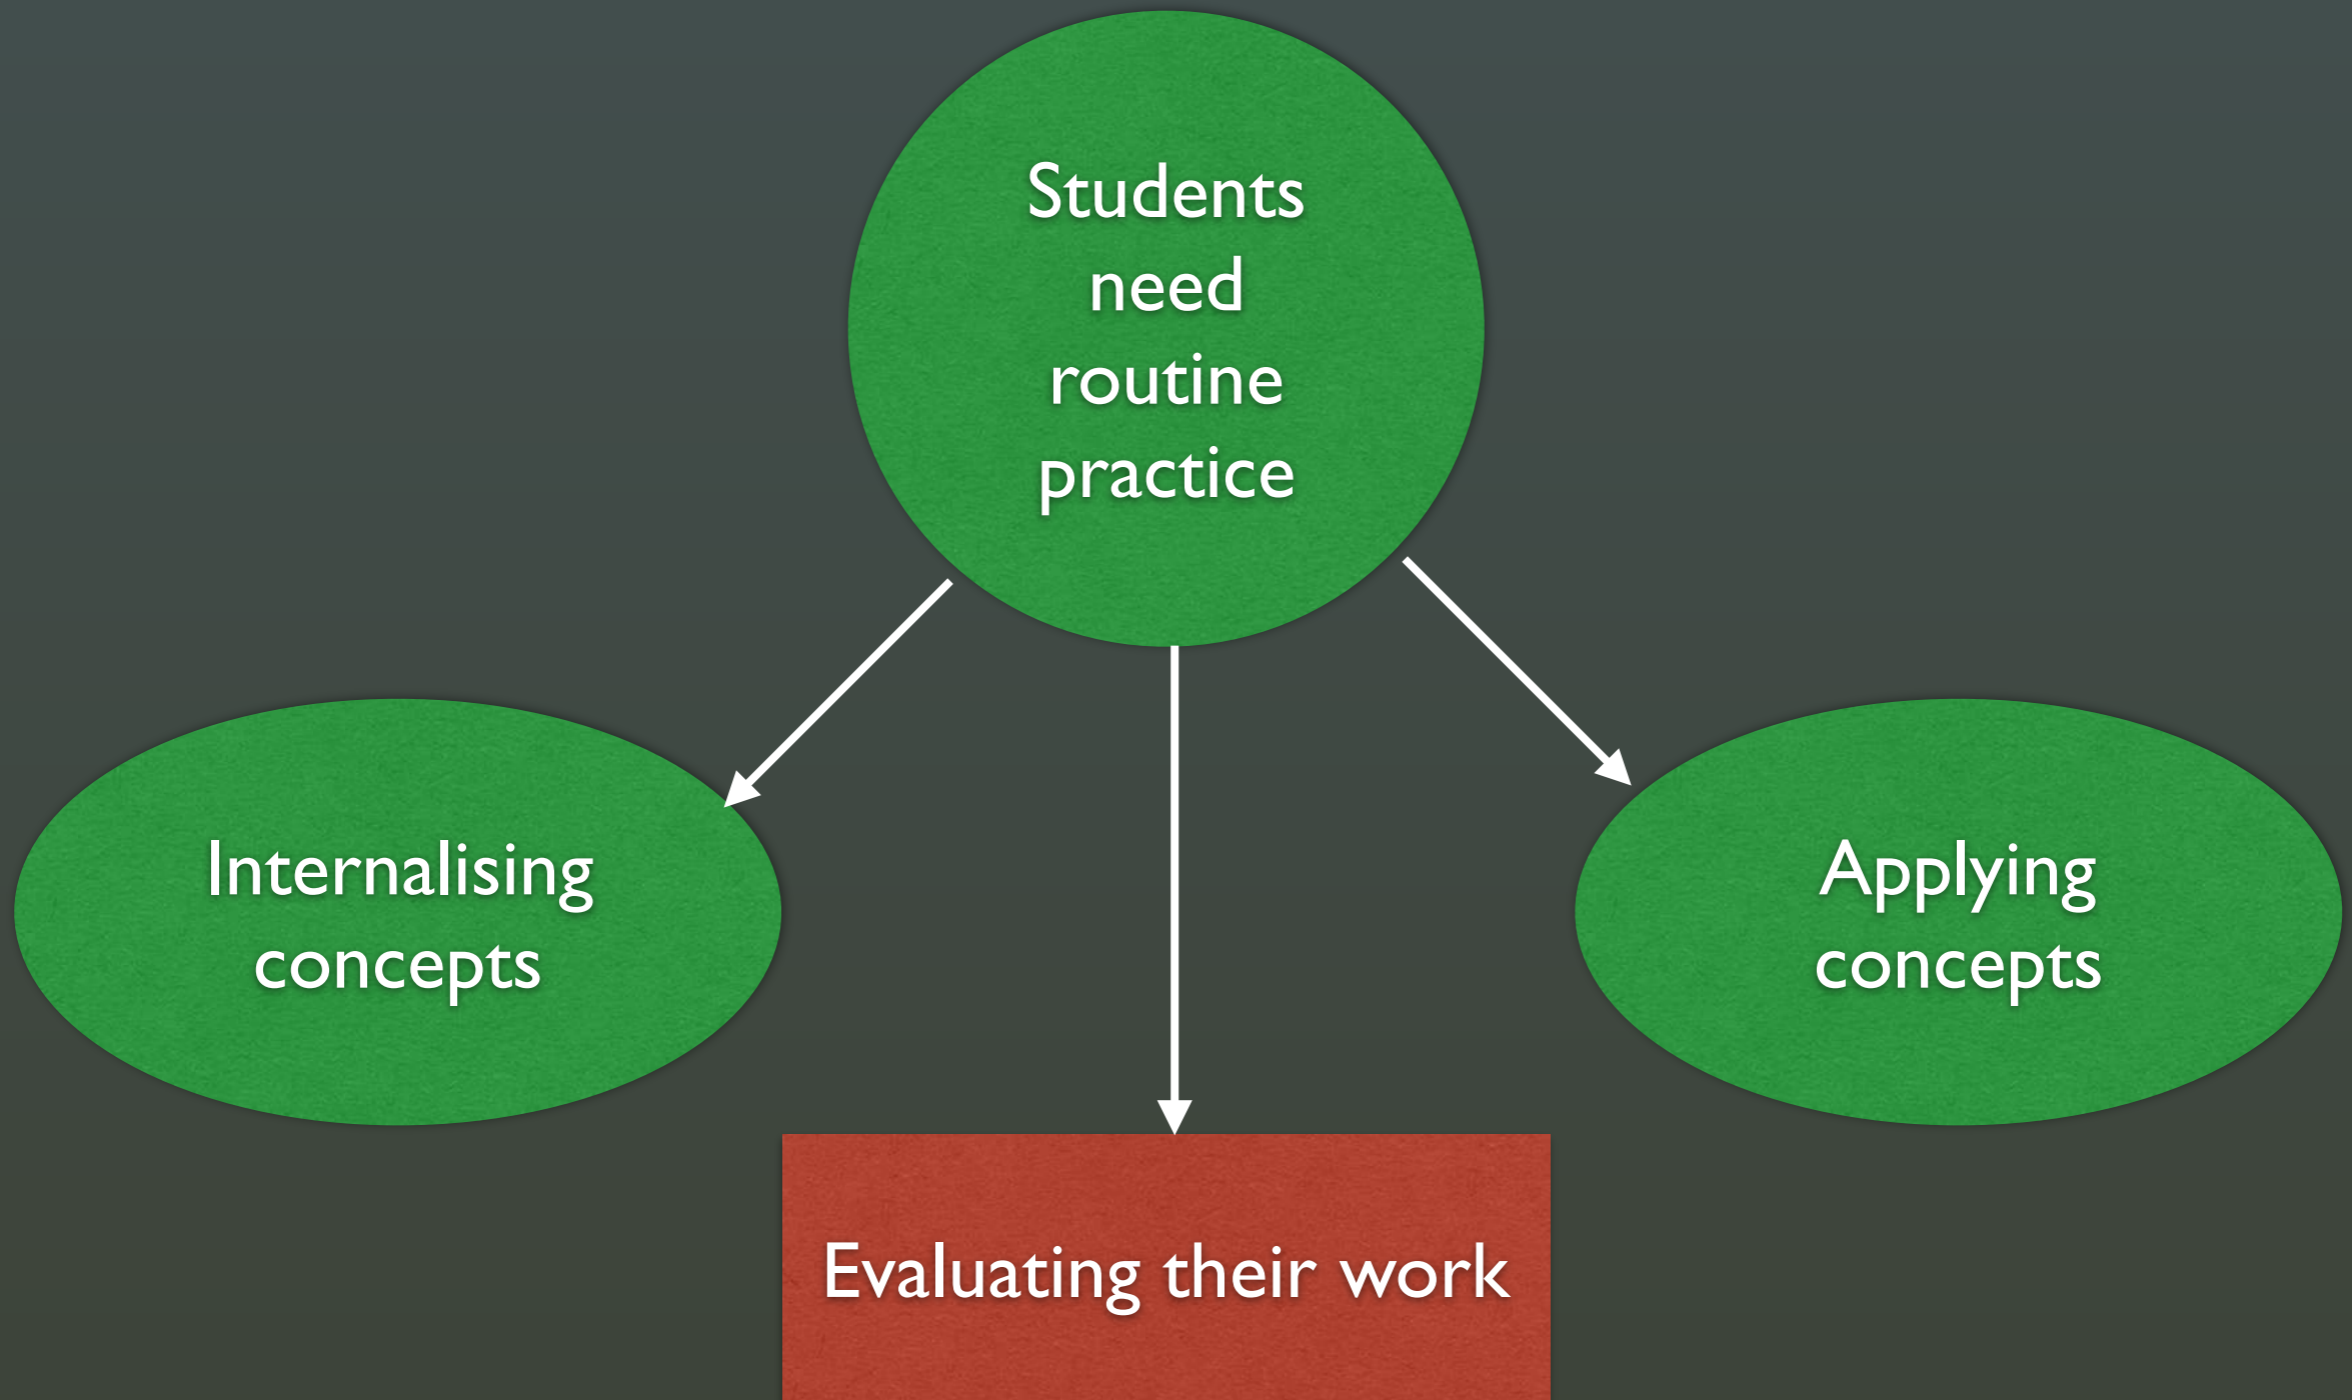 Students
need
routine
practice
Internalising
concepts
Applying
concepts
Evaluating their work